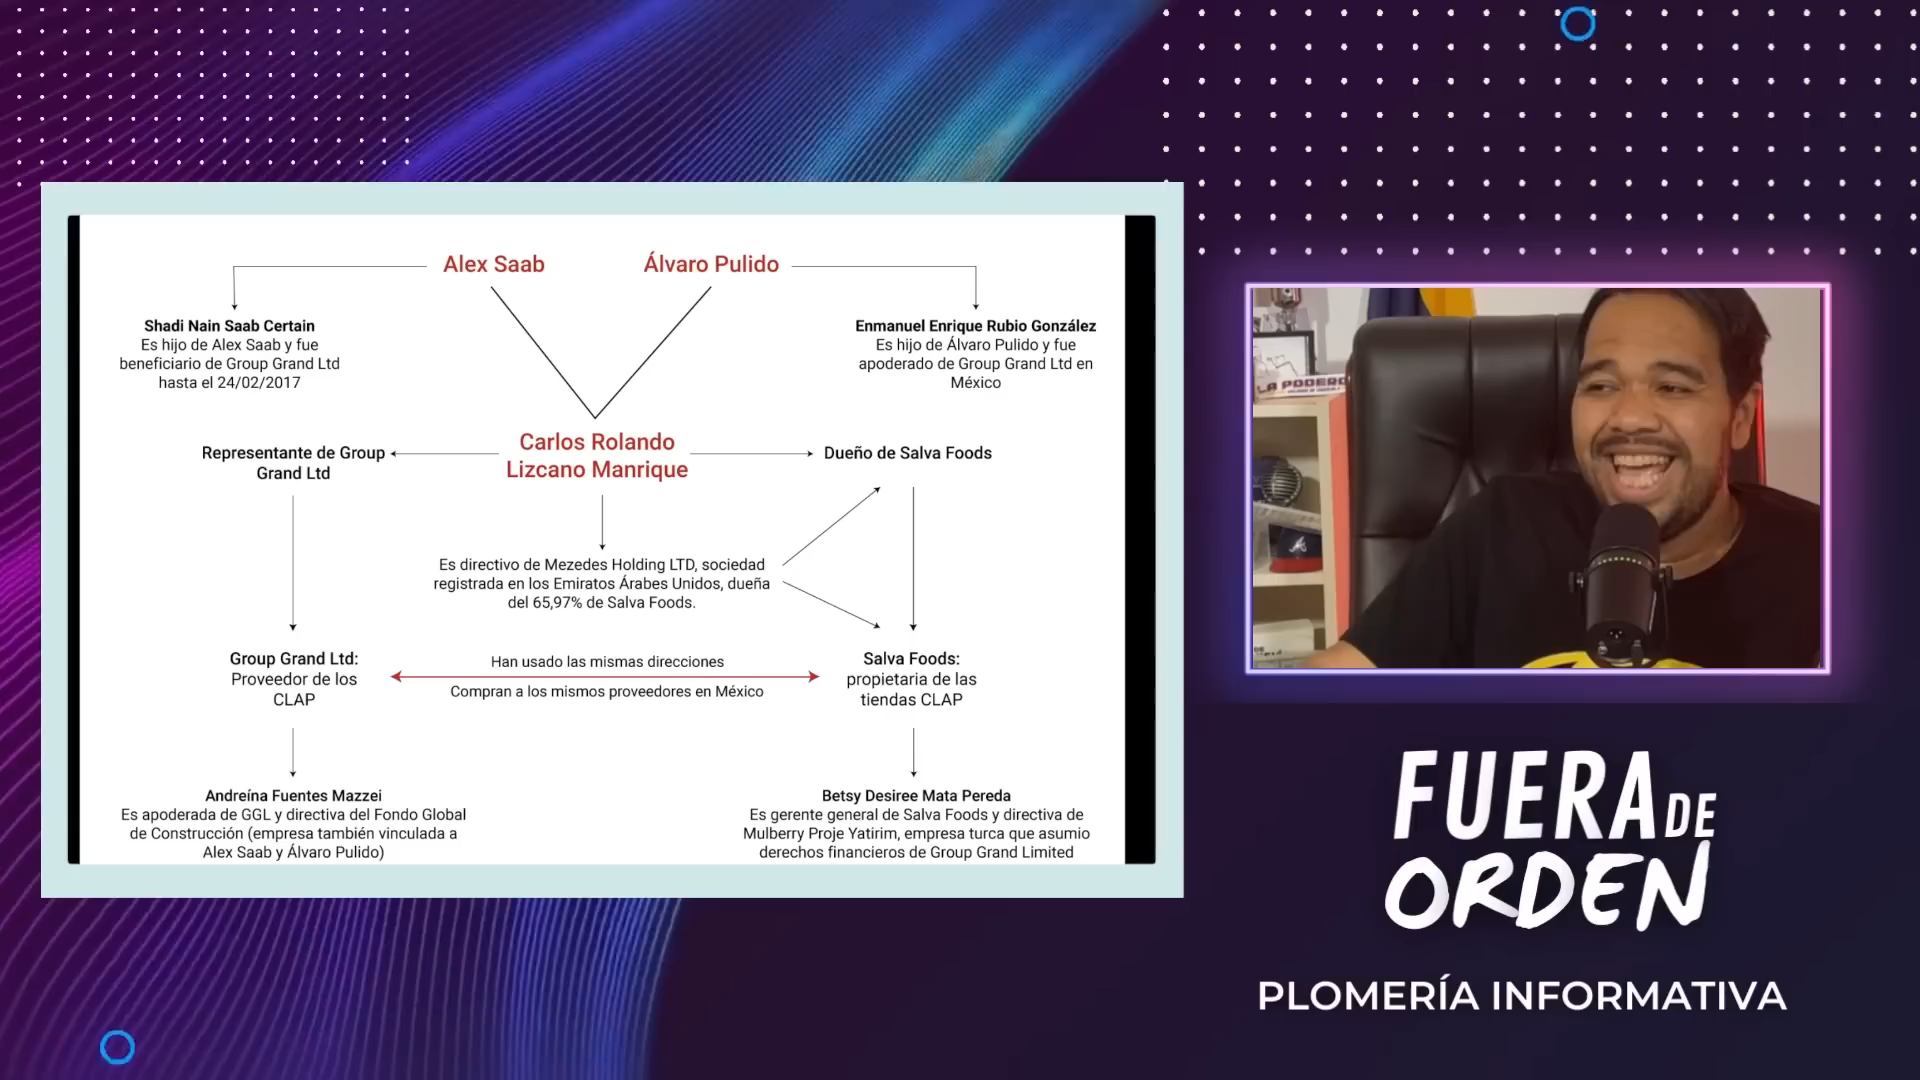 Alex Saab
Álvaro Pulido
Shadi Nain Saab Certain
Es hijo de Alex Saab y fue
beneficiario de Group Grand Ltd
hasta el 24/02/2017
Enmanuel Enrique Rubio González
Es hijo de Álvaro Pulido y fue
apoderado de Group Grand Ltd en
México
Representante de Group
Grand Ltd
Carlos Rolando
Lizcano Manrique
Dueño de Salva Foods
Es directivo de Mezedes Holding LTD, sociedad
registrada en los Emiratos Árabes Unidos, dueña
del 65,97% de Salva Foods.
Group Grand Ltd:
Proveedor de los
CLAP
Han usado las mismas direcciones
Compran a los mismos proveedores en México
Salva Foods:
propietaria de las
tiendas CLAP
Andreína Fuentes Mazzei
Es apoderada de GGL y directiva del Fondo Global
de Construcción (empresa también vinculada a
Alex Saab y Álvaro Pulido)
Betsy Desiree Mata Pereda
Es gerente general de Salva Foods y directiva de
Mulberry Proje Yatirim, empresa turca que asumio
derechos financieros de Group Grand Limited
LA PODERO
FUERA DE
ORDEN
PLOMERÍA INFORMATIVA